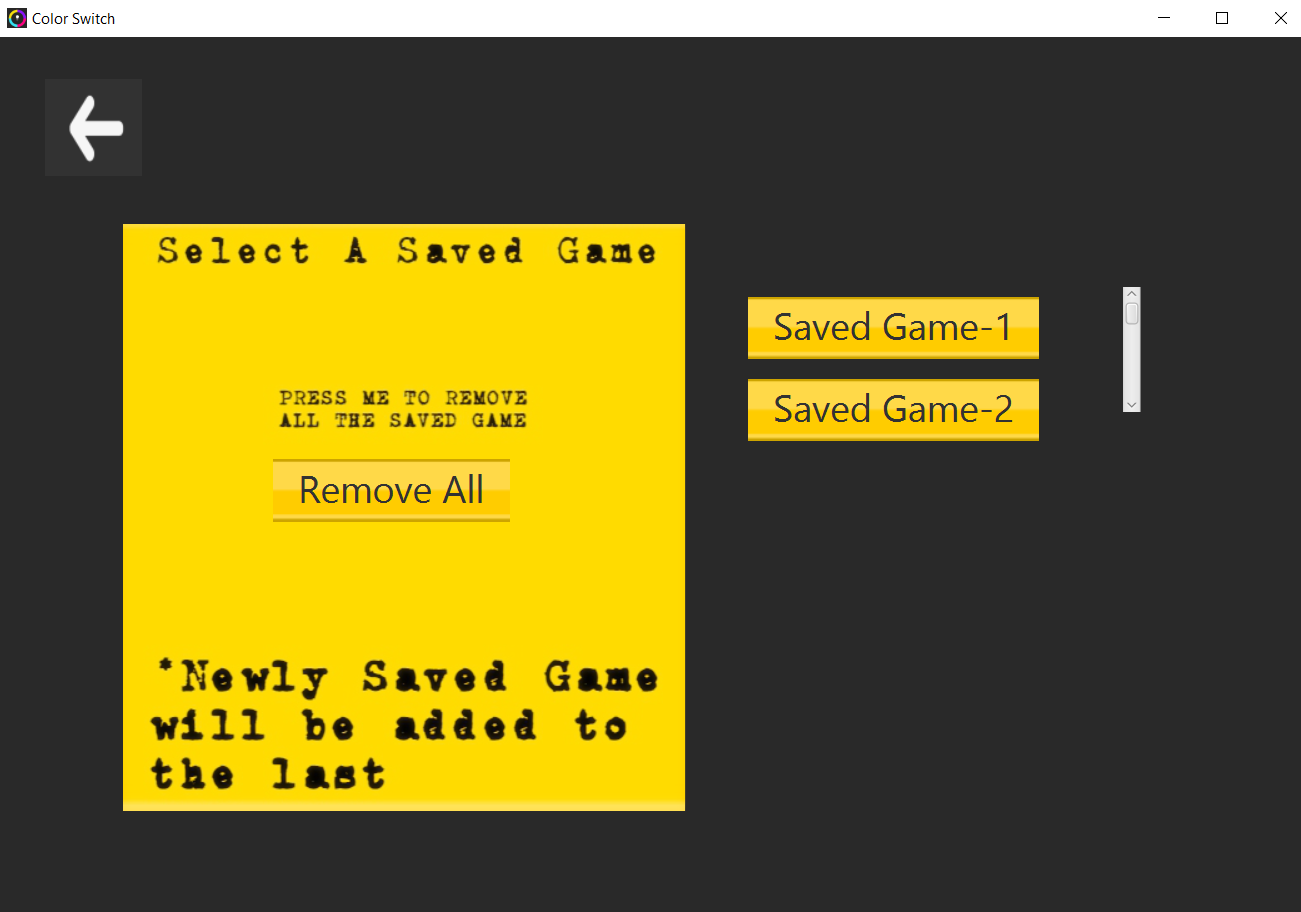 Color Switch
Select A Saved Game
PRESS ME TO REMOVE
ALL THE SAVED GAME
Remove All
*Newly Saved Game
will be added to
the last
Saved Game-1
Saved Game-2